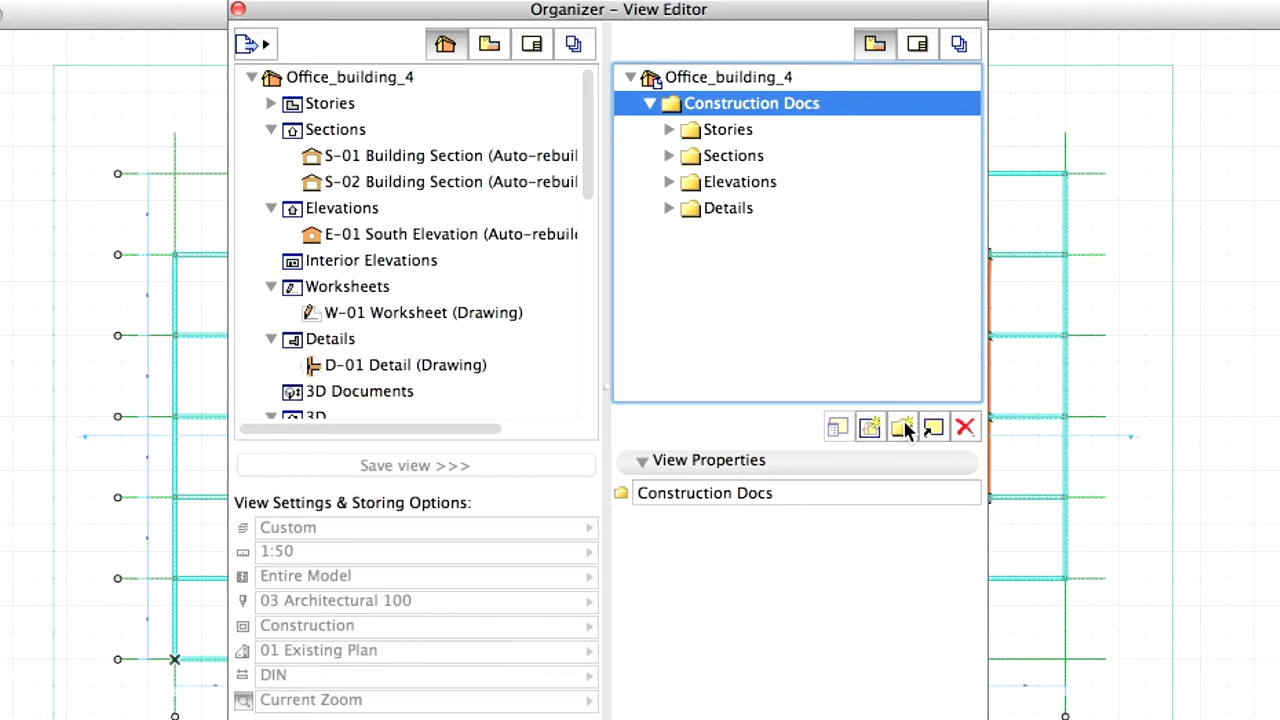 Organizer - View Editor
Office_building_4
Stories
Sections
S-01 Building Section (Auto-rebuil
S-02 Building Section (Auto-rebuil
Elevations
E-01 South Elevation (Auto-rebuild
Interior Elevations
Worksheets
W-01 Worksheet (Drawing)
Details
D-01 Detail (Drawing)
3D Documents
3D
Save view >>>
View Settings & Storing Options:
Custom
1:50
Entire Model
03 Architectural 100
Construction
01 Existing Plan
DIN
Current Zoom
Office_building_4
Construction Docs
Stories
Sections
Elevations
Details
View Properties
Construction Docs